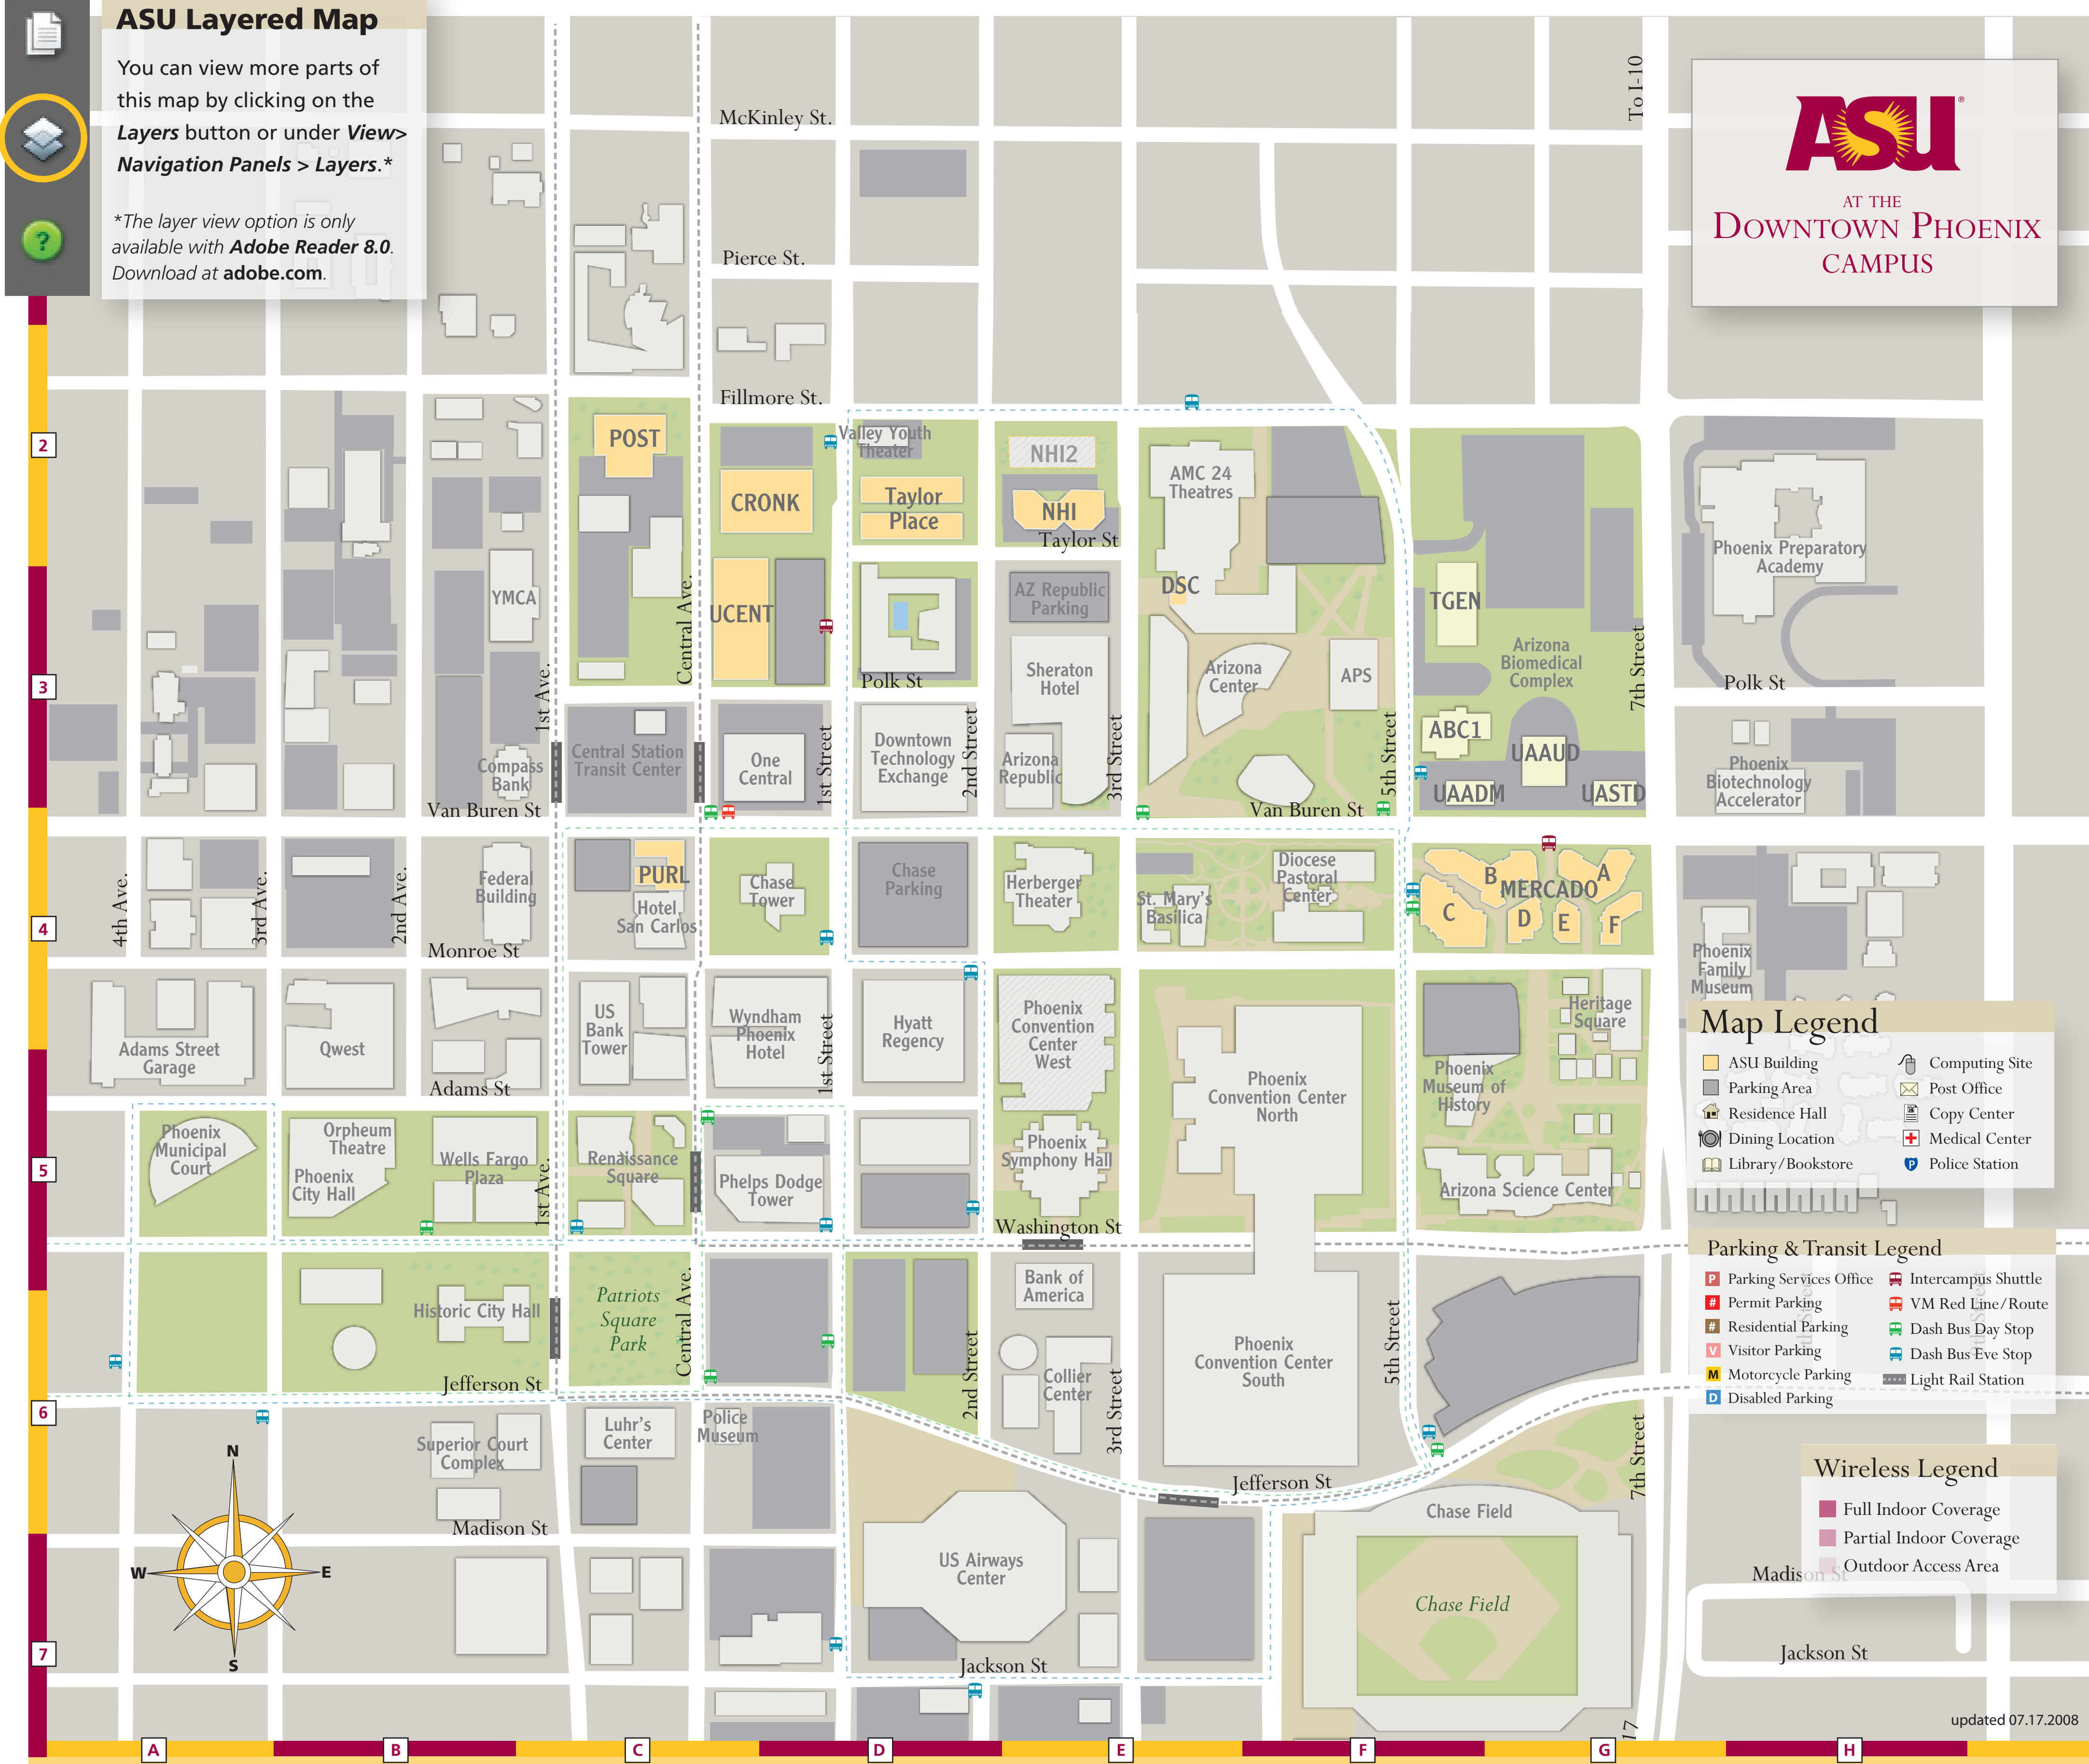 ASU Layered Map
You can view more parts of
this map by clicking on the
Layers button or under View>
Navigation Panels > Layers.*
*The layer view option is only
available with Adobe Reader 8.0.
Download at adobe.com.
ASU
AT THE
DOWNTOWN PHOENIX
CAMPUS
To I-10
McKinley St.
Pierce St.
Fillmore St.
2
POST
CRONK
Valley Youth
Theater
Taylor
Place
NHI2
NHI
Taylor St
AMC 24
Theatres
Phoenix Preparatory
Academy
YMCA
UCENT
Central Ave.
AZ Republic
Parking
DSC
TGEN
3
1st Ave.
Polk St
Sheraton
Hotel
Arizona
Center
APS
Arizona
Biomedical
Complex
7th Street
Polk St
Compass
Bank
Central Station
Transit Center
One
Central
1st Street
Downtown
Technology
Exchange
2nd Street
Arizona
Republic
3rd Street
5th Street
ABC1
UAAUD
UAADM
UASTD
Phoenix
Biotechnology
Accelerator
Van Buren St
Van Buren St
4
4th Ave.
3rd Ave.
2nd Ave.
Federal
Building
PURL
Hotel
San Carlos
Chase
Tower
Chase
Parking
Herberger
Theater
St. Mary's
Basilica
Diocese
Pastoral
Center
B
MERCADO
A
C
D
E
F
Monroe St
Phoenix
Family
Museum
Adams Street
Garage
Qwest
US
Bank
Tower
Wyndham
Phoenix
Hotel
1st Street
Hyatt
Regency
Phoenix
Convention
Center
West
Phoenix
Convention Center
North
Heritage
Square
Phoenix
Museum of
History
Adams St
Map Legend
ASU Building
Parking Area
Residence Hall
Dining Location
Library/Bookstore
Computing Site
Post Office
Copy Center
Medical Center
Police Station
5
Phoenix
Municipal
Court
Orpheum
Theatre
Phoenix
City Hall
Wells Fargo
Plaza
1st Ave.
Renaissance
Square
Phelps Dodge
Tower
Phoenix
Symphony Hall
Arizona Science Center
Washington St
Parking & Transit Legend
P Parking Services Office
# Permit Parking
# Residential Parking
V Visitor Parking
M Motorcycle Parking
D Disabled Parking
Intercampus Shuttle
VM Red Line/Route
Dash Bus Day Stop
Dash Bus Eve Stop
Light Rail Station
Historic City Hall
Patriots
Square
Park
Central Ave.
2nd Street
Bank of
America
Collier
Center
3rd Street
Phoenix
Convention Center
South
5th Street
7th Street
Jefferson St
6
Superior Court
Complex
Luhr's
Center
Police
Museum
Jefferson St
Chase Field
Wireless Legend
Full Indoor Coverage
Partial Indoor Coverage
Outdoor Access Area
N
W
E
S
Madison St
US Airways
Center
Chase Field
Madison St
7
Jackson St
Jackson St
17
updated 07.17.2008
A
B
C
D
E
F
G
H